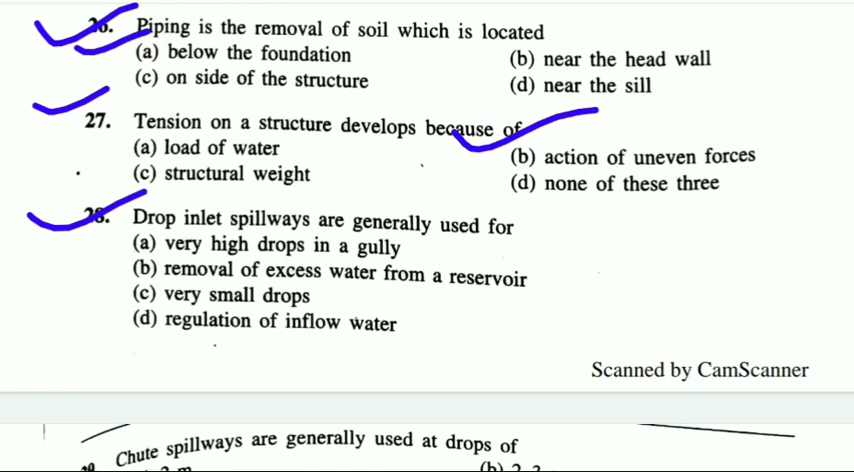 26. Piping is the removal of soil which is located
(a) below the foundation (b) near the head wall
(c) on side of the structure (d) near the sill
27. Tension on a structure develops because of
(a) load of water (b) action of uneven forces
(c) structural weight (d) none of these three
28. Drop inlet spillways are generally used for
(a) very high drops in a gully
(b) removal of excess water from a reservoir
(c) very small drops
(d) regulation of inflow water
Scanned by CamScanner
Chute spillways are generally used at drops of